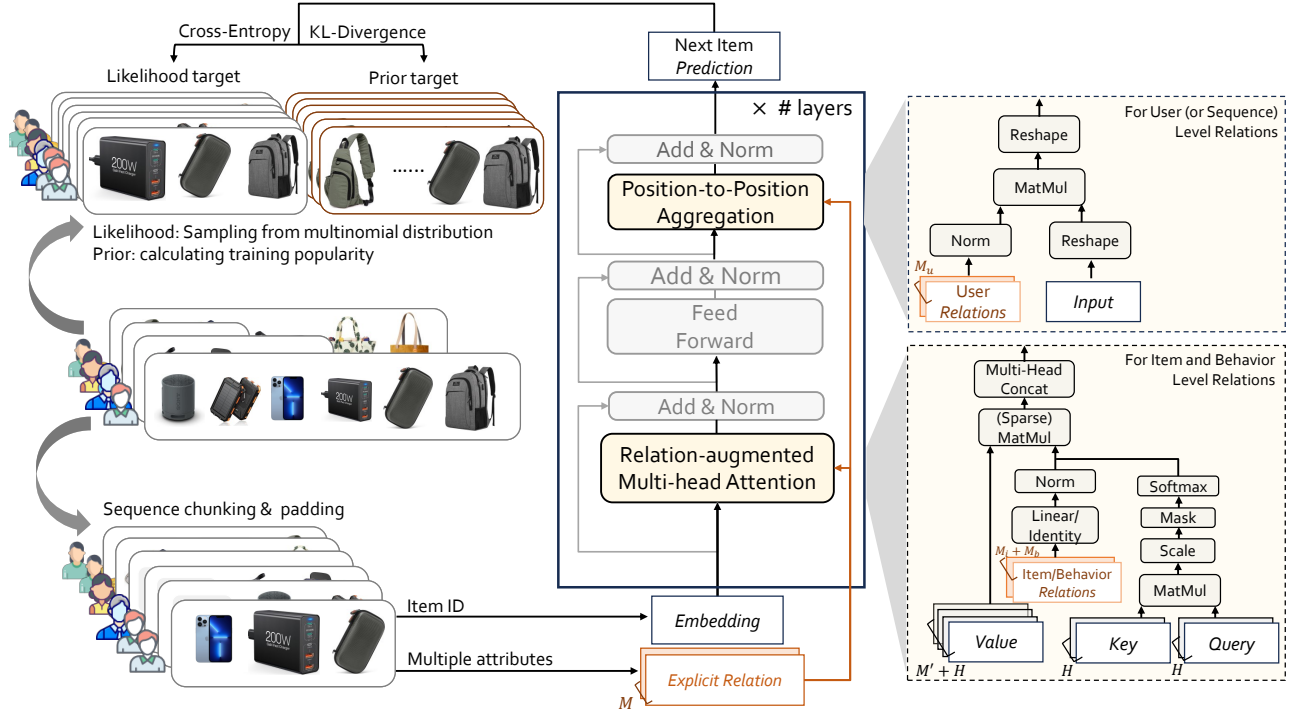 Cross-Entropy KL-Divergence
Likelihood target
Prior target
200W
......
Likelihood: Sampling from multinomial distribution
Prior: calculating training popularity
200W
Sequence chunking & padding
200W
Item ID
Multiple attributes
Next Item
Prediction
× # layers
Add & Norm
Position-to-Position
Aggregation
Add & Norm
Feed
Forward
Add & Norm
Relation-augmented
Multi-head Attention
Embedding
Explicit Relation
M
For User (or Sequence)
Level Relations
Reshape
MatMul
Norm
Reshape
M_u
User
Relations
Input
For Item and Behavior
Level Relations
Multi-Head
Concat
(Sparse)
MatMul
Norm
Softmax
Linear/
Identity
Mask
Scale
M_i + M_b
Item/Behavior
Relations
MatMul
Value
Key
Query
M' + H
H
H